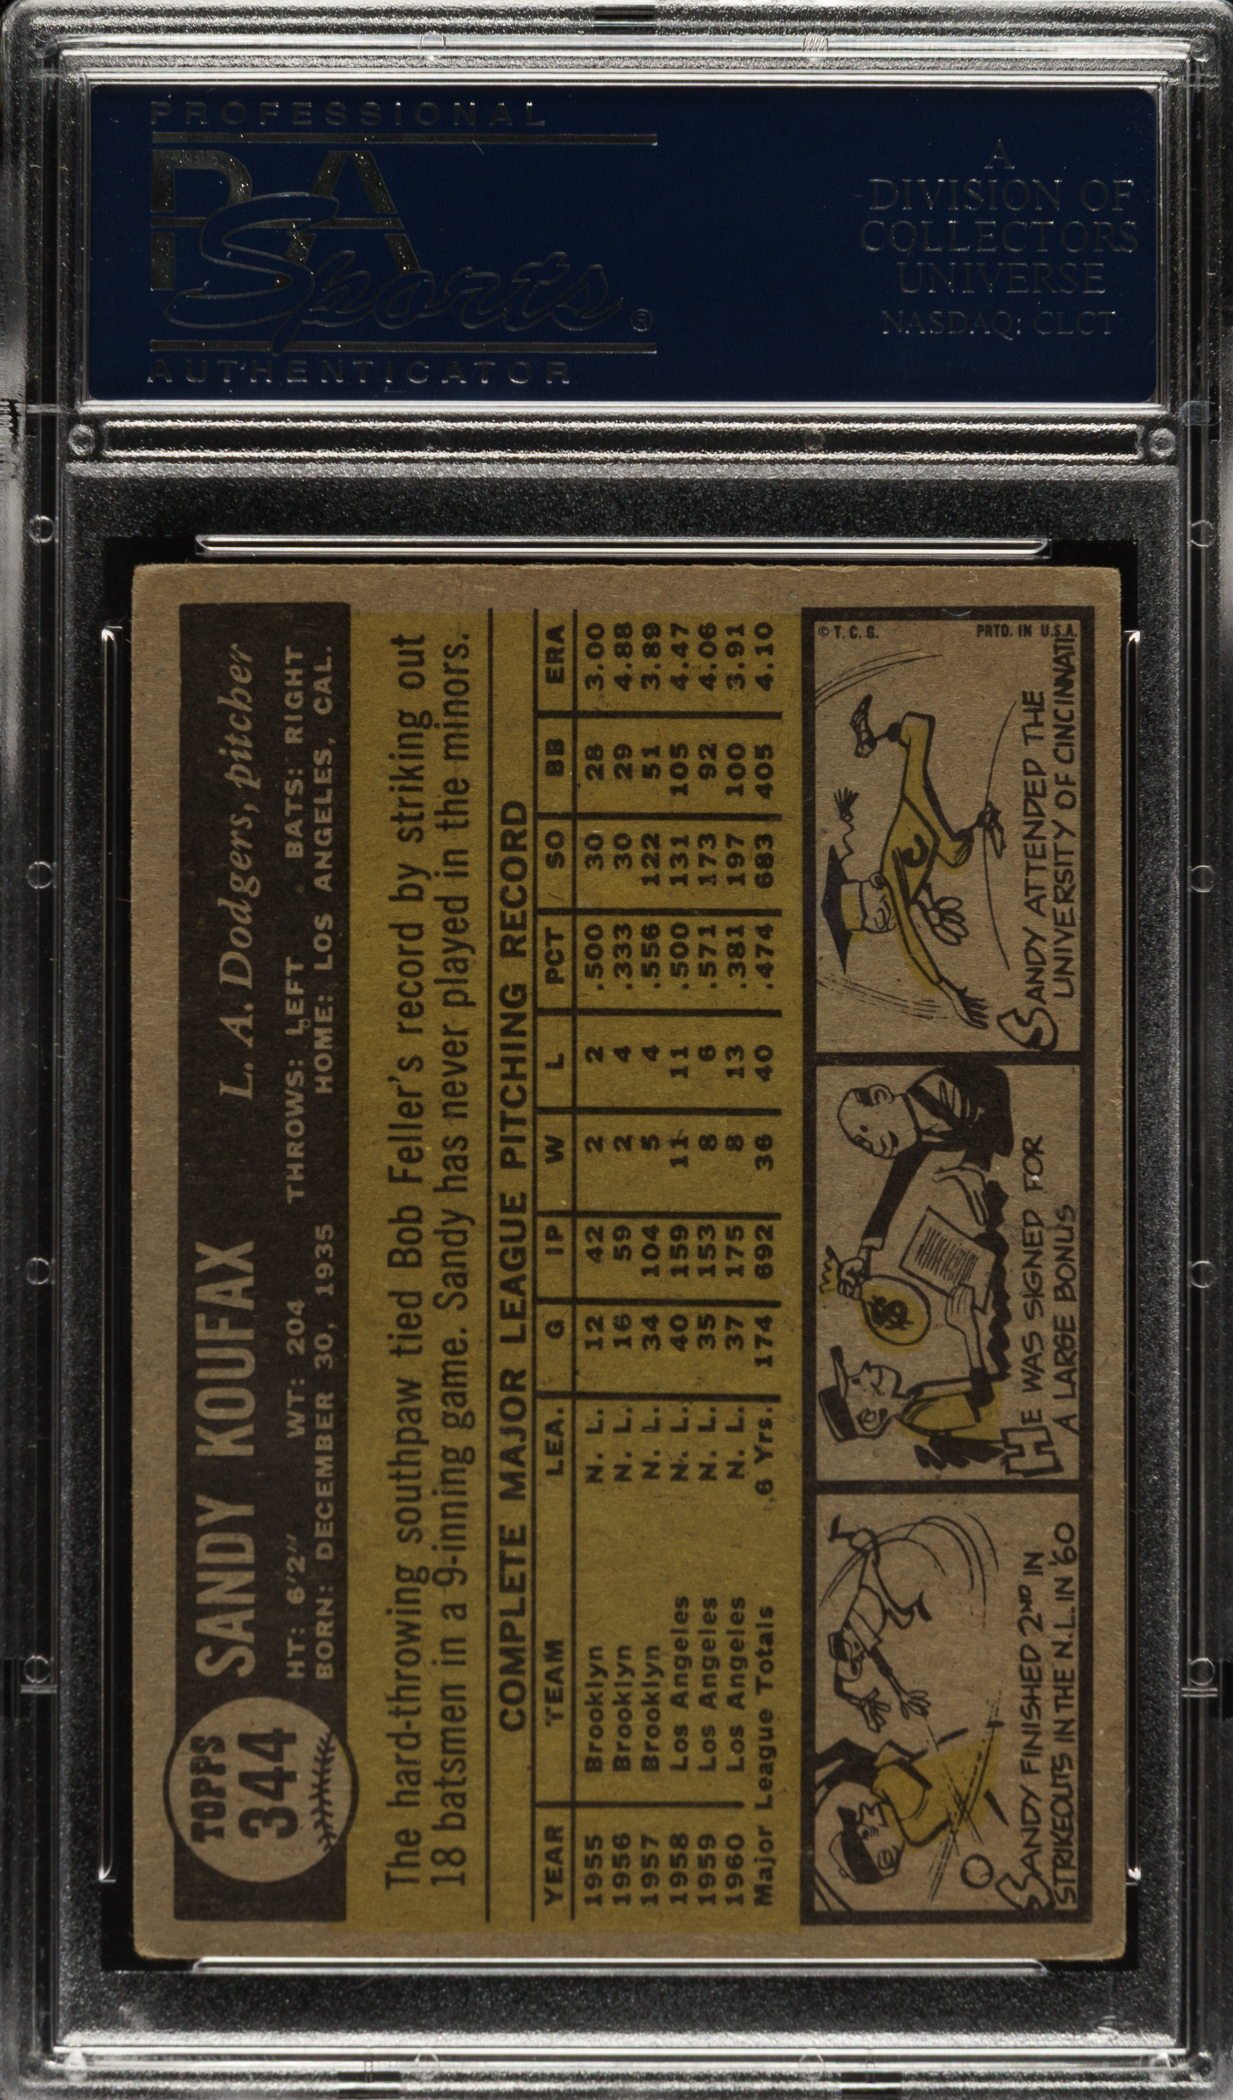 PROFESSIONAL
PSA
Sports®
AUTHENTICATOR
A
DIVISION OF
COLLECTORS
UNIVERSE
NASDAQ: CLCT
TOPPS
344
SANDY KOUFAX L. A. Dodgers, pitcher
HT: 6'2" WT: 204 THROWS: LEFT BATS: RIGHT
BORN: DECEMBER 30, 1935 HOME: LOS ANGELES, CAL.
The hard-throwing southpaw tied Bob Feller's record by striking out
18 batsmen in a 9-inning game. Sandy has never played in the minors.
COMPLETE MAJOR LEAGUE PITCHING RECORD
YEAR TEAM LEA. G IP W L PCT SO BB ERA
1955 Brooklyn N. L. 12 42 2 2 .500 30 28 3.00
1956 Brooklyn N. L. 16 59 2 4 .333 30 29 4.88
1957 Brooklyn N. L. 34 104 5 4 .556 122 51 3.89
1958 Los Angeles N. L. 40 159 11 11 .500 131 105 4.47
1959 Los Angeles N. L. 35 153 8 6 .571 173 92 4.06
1960 Los Angeles N. L. 37 175 8 13 .381 197 100 3.91
Major League Totals 6 Yrs. 174 692 36 40 .474 683 405 4.10
SANDY FINISHED 2ND IN
STRIKEOUTS IN THE N.L. IN '60
$
HE WAS SIGNED FOR
A LARGE BONUS
© T. C. G. PRTD. IN U.S.A.
C
SANDY ATTENDED THE
UNIVERSITY OF CINCINNATI